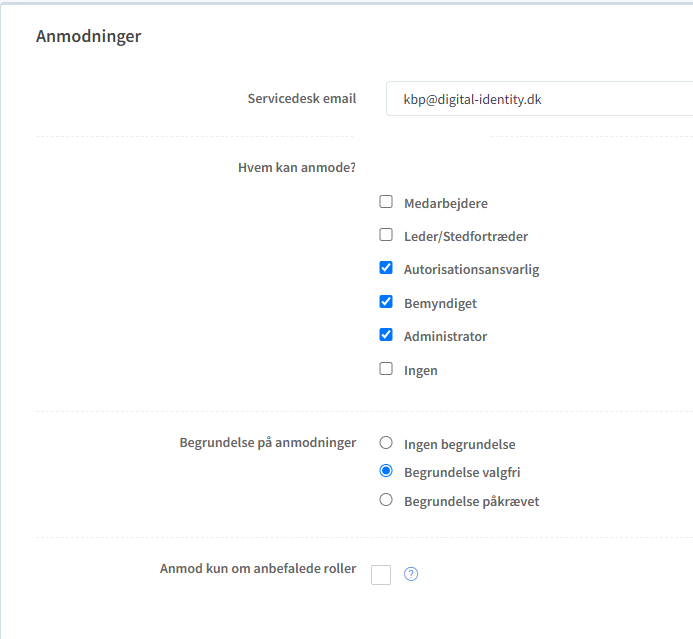 Anmodninger
Servicedesk email
kbp@digital-identity.dk
Hvem kan anmode?
Medarbejdere
Leder/Stedfortræder
Autorisationsansvarlig
Bemyndiget
Administrator
Ingen
Begrundelse på anmodninger
Ingen begrundelse
Begrundelse valgfri
Begrundelse påkrævet
Anmod kun om anbefalede roller
?